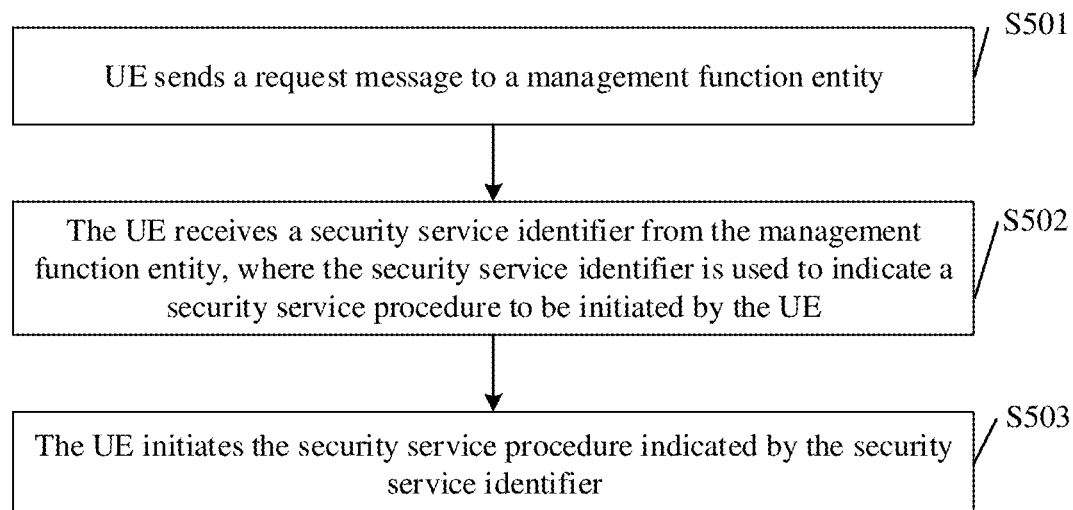 S501
UE sends a request message to a management function entity
S502
The UE receives a security service identifier from the management
function entity, where the security service identifier is used to indicate a
security service procedure to be initiated by the UE
S503
The UE initiates the security service procedure indicated by the security
service identifier